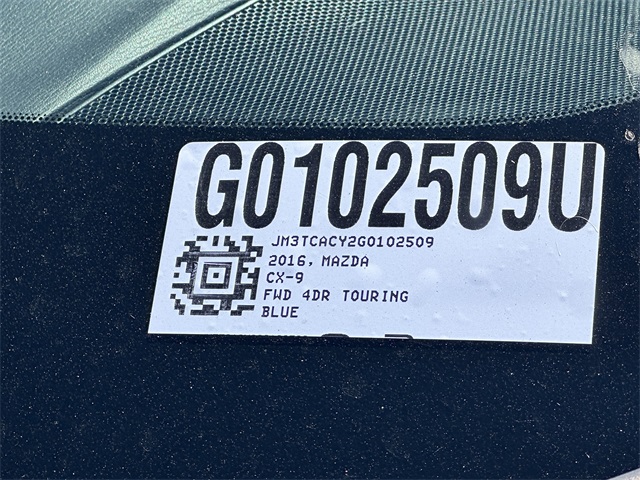 G0102509U
JM3TCACY2G0102509
2016, MAZDA
CX-9
FWD 4DR TOURING
BLUE